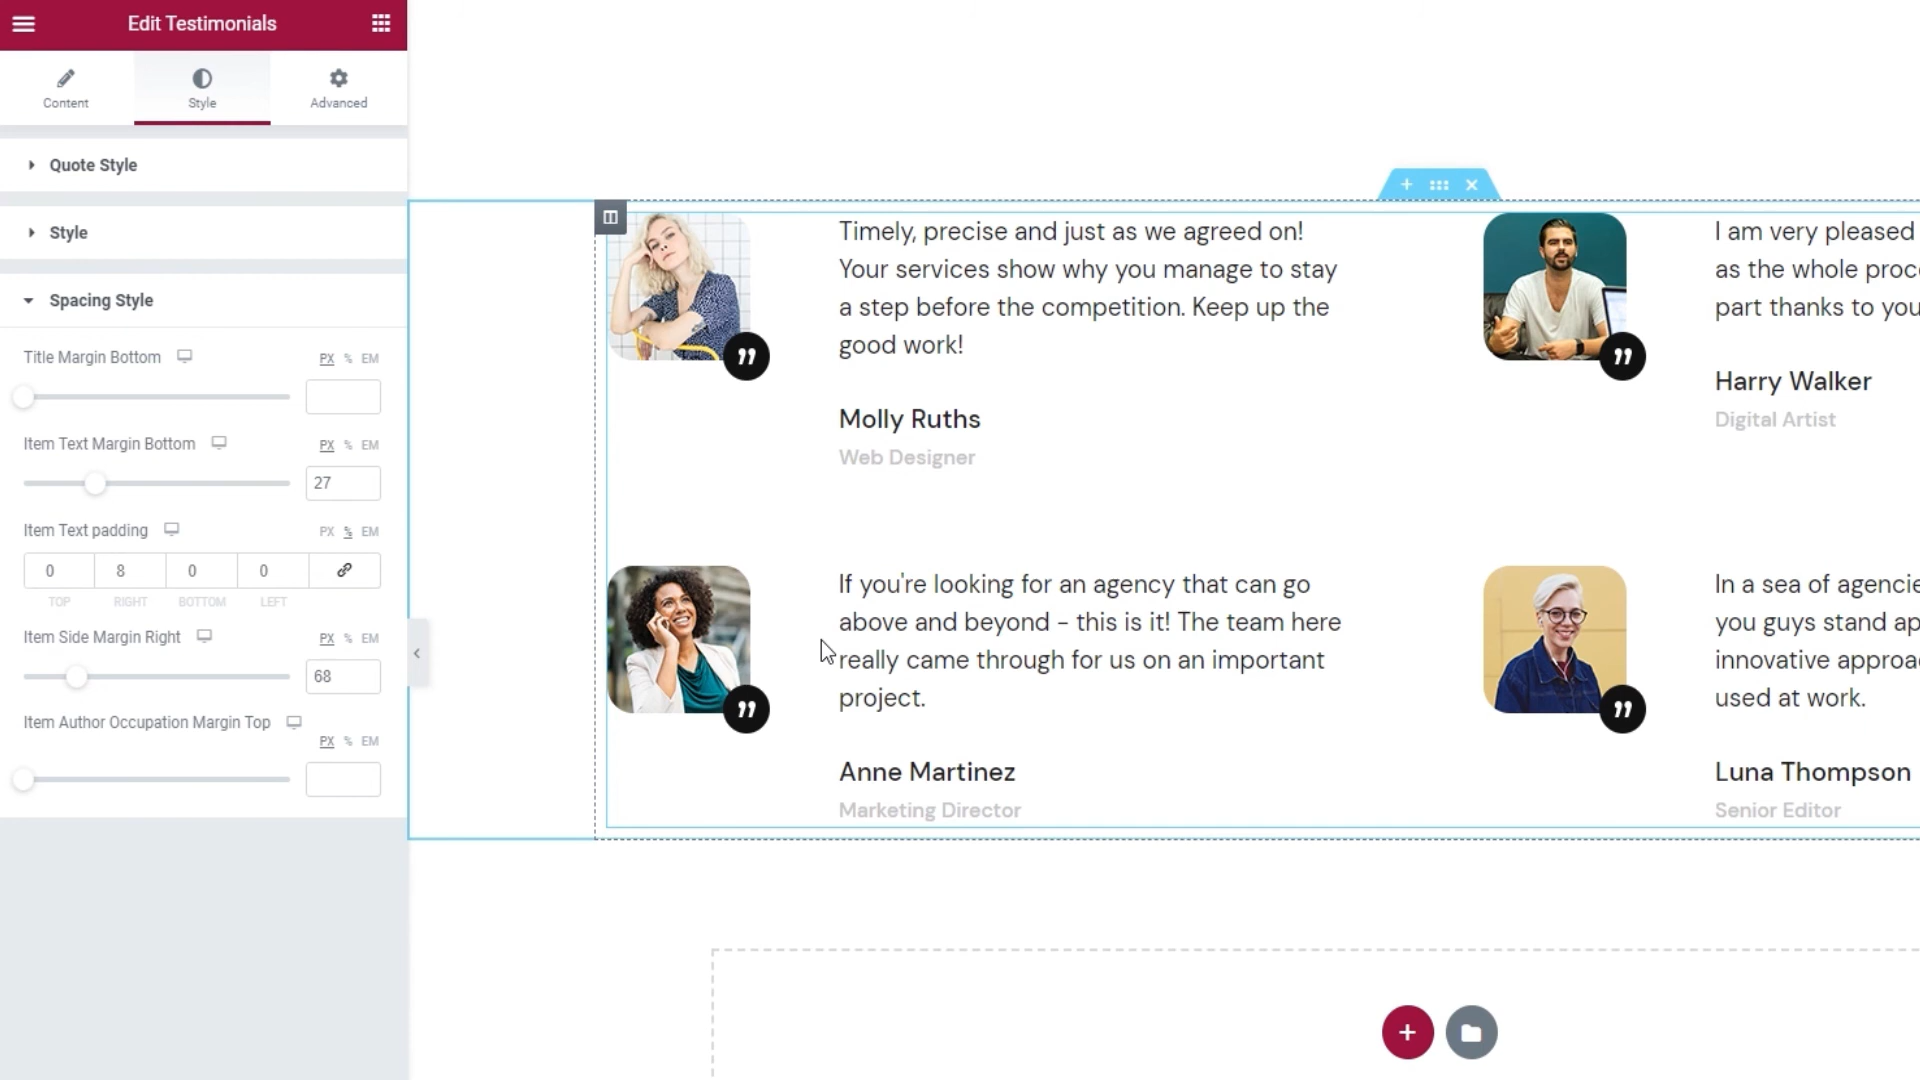 Edit Testimonials
Content
Style
Advanced
Quote Style
Style
Spacing Style
Title Margin Bottom
PX % EM
Item Text Margin Bottom
PX % EM
27
Item Text padding
PX % EM
0 8 0 0
TOP RIGHT BOTTOM LEFT
Item Side Margin Right
PX % EM
68
Item Author Occupation Margin Top
PX % EM
Timely, precise and just as we agreed on!
Your services show why you manage to stay
a step before the competition. Keep up the
good work!
Molly Ruths
Web Designer
I am very pleased
as the whole proc
part thanks to you
Harry Walker
Digital Artist
If you're looking for an agency that can go
above and beyond – this is it! The team here
really came through for us on an important
project.
Anne Martinez
Marketing Director
In a sea of agencie
you guys stand ap
innovative approa
used at work.
Luna Thompson
Senior Editor